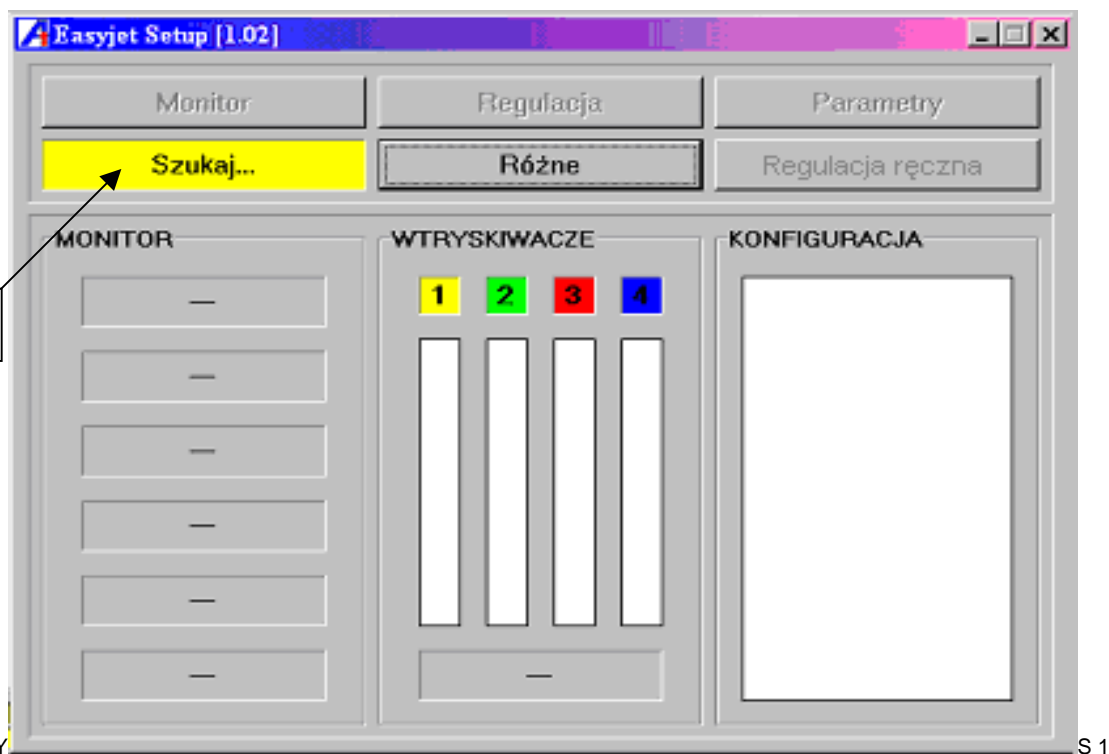 Easyjet Setup [1.02]
Monitor Regulacja Parametry
Szukaj... Różne Regulacja ręczna
MONITOR WTRYSKIWACZE KONFIGURACJA
1 2 3 4
—
—
—
—
—
— —
Y S 1